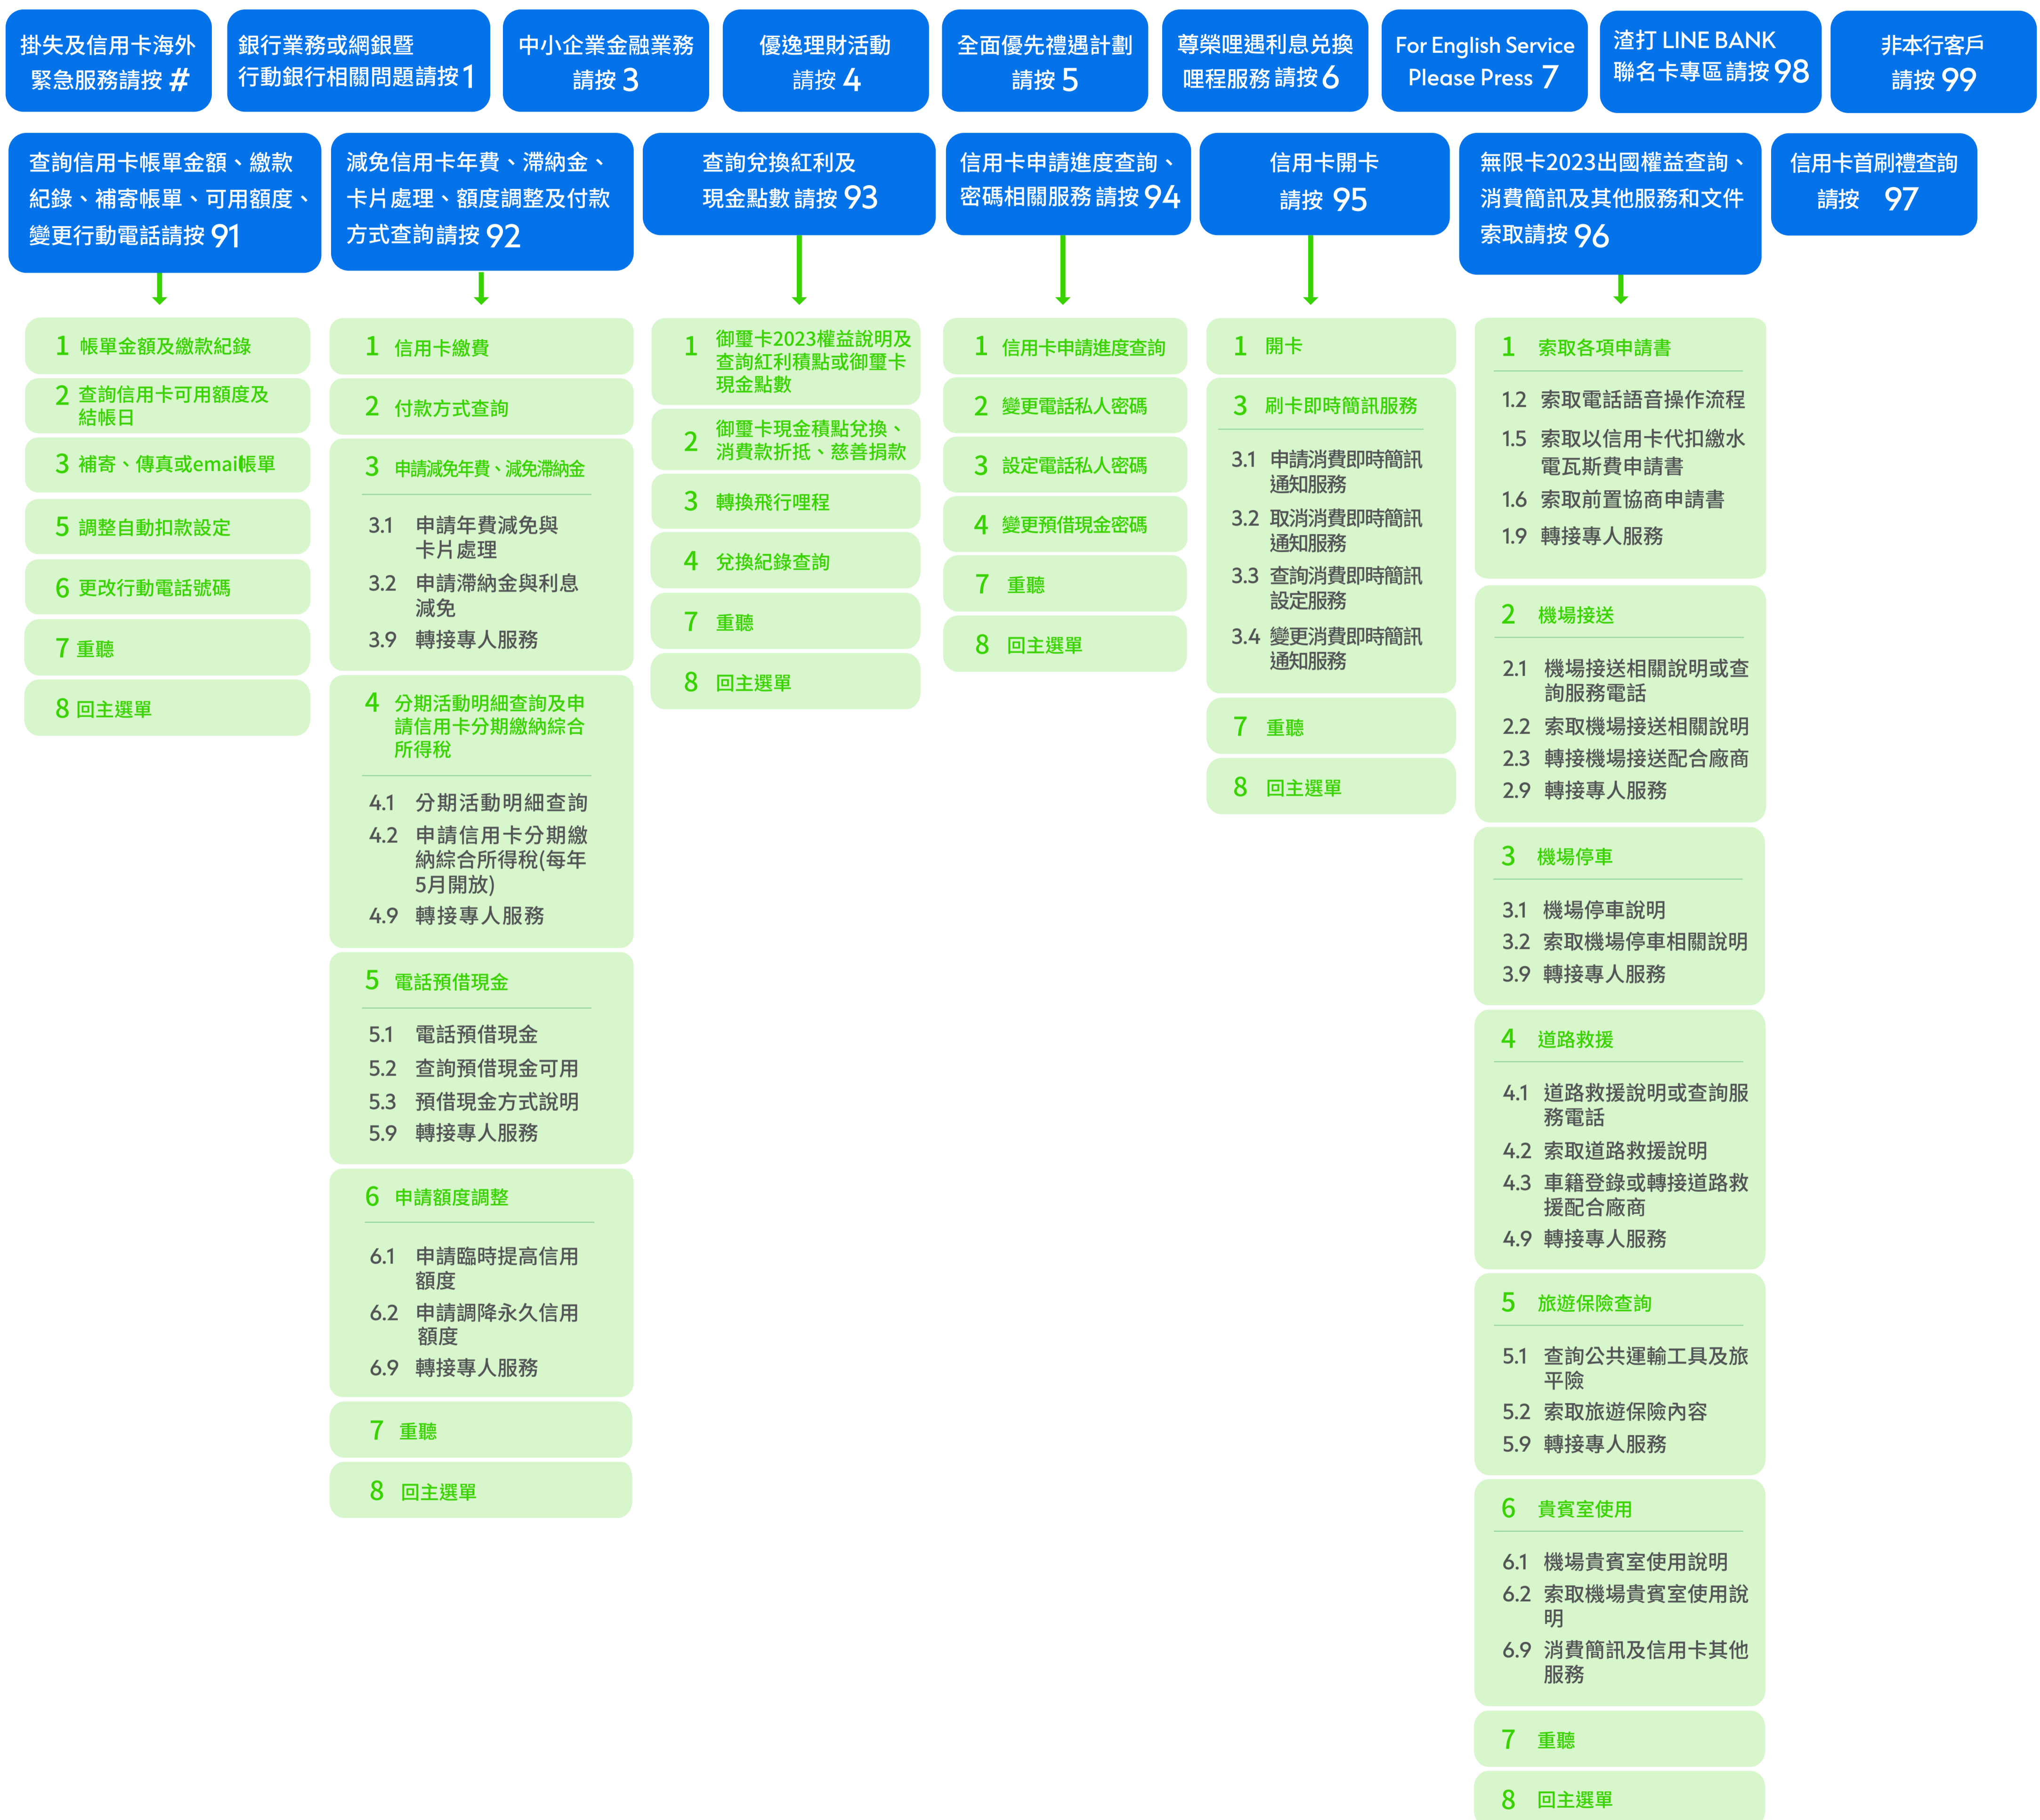 掛失及信用卡海外
緊急服務請按 #
銀行業務或網銀暨
行動銀行相關問題請按 1
中小企業金融業務
請按 3
優逸理財活動
請按 4
全面優先禮遇計劃
請按 5
尊榮哩遇利息兌換
哩程服務 請按 6
For English Service
Please Press 7
渣打 LINE BANK
聯名卡專區 請按 98
非本行客戶
請按 99
查詢信用卡帳單金額、繳款
紀錄、補寄帳單、可用額度、
變更行動電話請按 91
減免信用卡年費、滯納金、
卡片處理、額度調整及付款
方式查詢 請按 92
查詢兌換紅利及
現金點數 請按 93
信用卡申請進度查詢、
密碼相關服務 請按 94
信用卡開卡
請按 95
無限卡2023出國權益查詢、
消費簡訊及其他服務和文件
索取請按 96
信用卡首刷禮查詢
請按 97
1 帳單金額及繳款紀錄
2 查詢信用卡可用額度及
結帳日
3 補寄、傳真或email帳單
5 調整自動扣款設定
6 更改行動電話號碼
7 重聽
8 回主選單
1 信用卡繳費
2 付款方式查詢
3 申請減免年費、減免滯納金
3.1 申請年費減免與
卡片處理
3.2 申請滯納金與利息
減免
3.9 轉接專人服務
4 分期活動明細查詢及申
請信用卡分期繳納綜合
所得稅
4.1 分期活動明細查詢
4.2 申請信用卡分期繳
納綜合所得稅(每年
5月開放)
4.9 轉接專人服務
5 電話預借現金
5.1 電話預借現金
5.2 查詢預借現金可用
5.3 預借現金方式說明
5.9 轉接專人服務
6 申請額度調整
6.1 申請臨時提高信用
額度
6.2 申請調降永久信用
額度
6.9 轉接專人服務
7 重聽
8 回主選單
1 御璽卡2023權益說明及
查詢紅利積點或御璽卡
現金點數
2 御璽卡現金積點兌換、
消費款折抵、慈善捐款
3 轉換飛行哩程
4 兌換紀錄查詢
7 重聽
8 回主選單
1 信用卡申請進度查詢
2 變更電話私人密碼
3 設定電話私人密碼
4 變更預借現金密碼
7 重聽
8 回主選單
1 開卡
3 刷卡即時簡訊服務
3.1 申請消費即時簡訊
通知服務
3.2 取消消費即時簡訊
通知服務
3.3 查詢消費即時簡訊
設定服務
3.4 變更消費即時簡訊
通知服務
7 重聽
8 回主選單
1 索取各項申請書
1.2 索取電話語音操作流程
1.5 索取以信用卡代扣繳水
電瓦斯費申請書
1.6 索取前置協商申請書
1.9 轉接專人服務
2 機場接送
2.1 機場接送相關說明或查
詢服務電話
2.2 索取機場接送相關說明
2.3 轉接機場接送配合廠商
2.9 轉接專人服務
3 機場停車
3.1 機場停車說明
3.2 索取機場停車相關說明
3.9 轉接專人服務
4 道路救援
4.1 道路救援說明或查詢服
務電話
4.2 索取道路救援說明
4.3 車籍登錄或轉接道路救
援配合廠商
4.9 轉接專人服務
5 旅遊保險查詢
5.1 查詢公共運輸工具及旅
平險
5.2 索取旅遊保險內容
5.9 轉接專人服務
6 貴賓室使用
6.1 機場貴賓室使用說明
6.2 索取機場貴賓室使用說
明
6.9 消費簡訊及信用卡其他
服務
7 重聽
8 回主選單